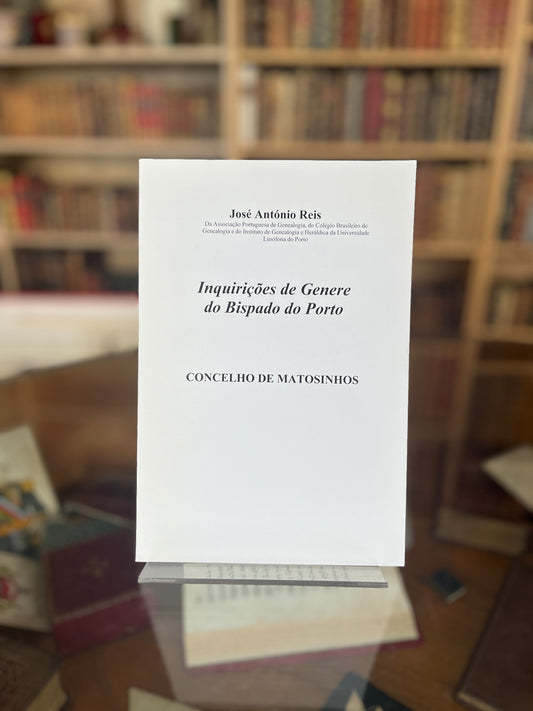 José António Reis
Da Associação Portuguesa de Genealogia, do Colégio Brasileiro de
Genealogia e do Instituto de Genealogia e Heráldica da Universidade
Lusófona do Porto
Inquirições de Genere
do Bispado do Porto
CONCELHO DE MATOSINHOS